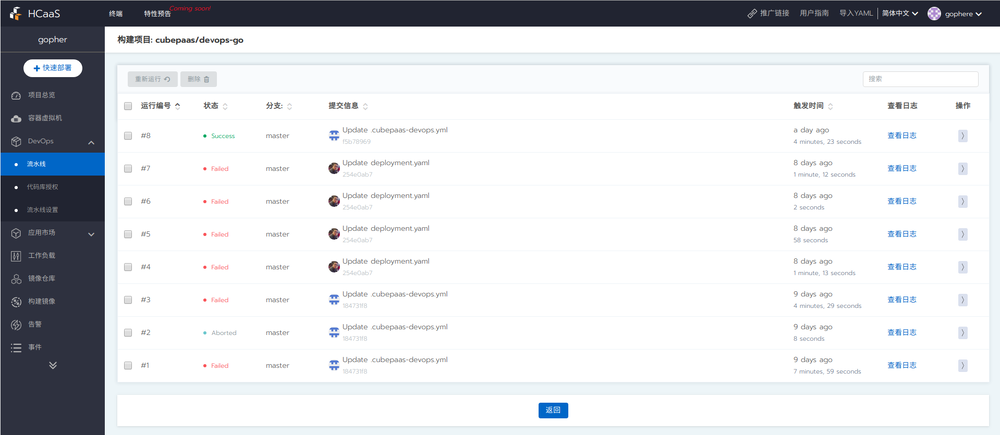 HCaaS
终端
特性预告
Coming soon!
推广链接
用户指南
导入YAML
简体中文
gophere
gopher
+ 快速部署
项目总览
容器虚拟机
DevOps
流水线
代码库授权
流水线设置
应用市场
工作负载
镜像仓库
构建镜像
告警
事件
构建项目: cubepaas/devops-go
重新运行
删除
搜索
运行编号 状态 分支: 提交信息 触发时间 查看日志 操作
#8 Success master Update .cubepaas-devops.yml a day ago 查看日志
f5b78969 4 minutes, 23 seconds
#7 Failed master Update deployment.yaml 8 days ago 查看日志
254e0ab7 1 minute, 12 seconds
#6 Failed master Update deployment.yaml 8 days ago 查看日志
254e0ab7 2 seconds
#5 Failed master Update deployment.yaml 8 days ago 查看日志
254e0ab7 58 seconds
#4 Failed master Update deployment.yaml 8 days ago 查看日志
254e0ab7 1 minute, 13 seconds
#3 Failed master Update .cubepaas-devops.yml 9 days ago 查看日志
4 minutes, 29 seconds
#2 Aborted master Update .cubepaas-devops.yml 9 days ago 查看日志
8 seconds
#1 Failed master Update .cubepaas-devops.yml 9 days ago 查看日志
7 minutes, 59 seconds
返回